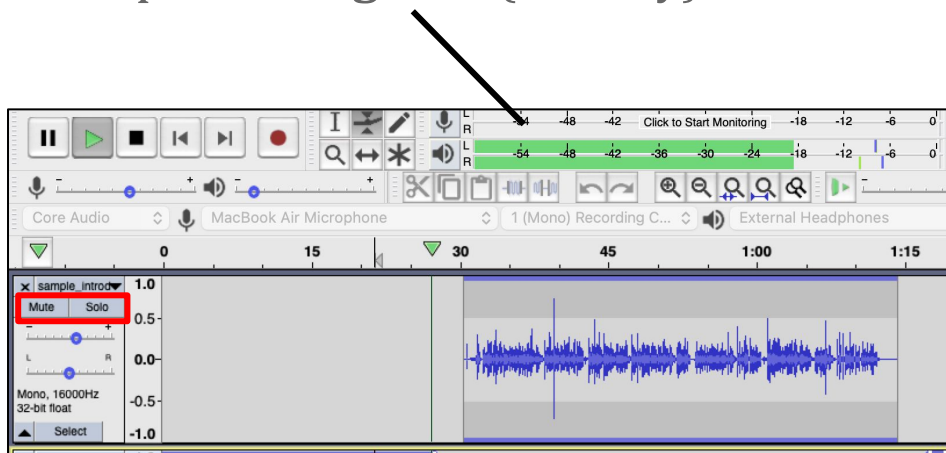 L
R
-54 -48 -42 Click to Start Monitoring -18 -12 -6 0
L
R
-54 -48 -42 -36 -30 -24 -18 -12 -6 0
- +
- +
Core Audio
MacBook Air Microphone
1 (Mono) Recording C...
External Headphones
0 15 30 45 1:00 1:15
x sample_introd
1.0
Mute Solo
0.5
- +
L R
0.0
Mono, 16000Hz
32-bit float
-0.5
Select
-1.0